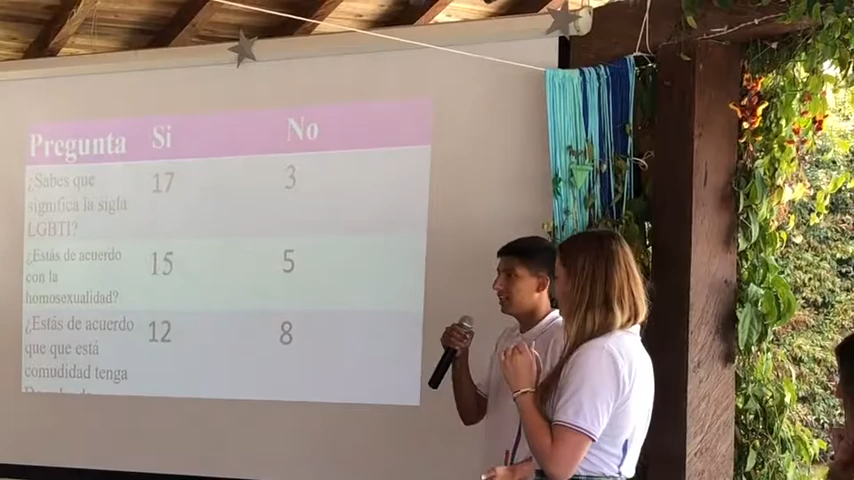 Pregunta Si No
¿Sabes que 17 3
significa la sigla
LGBTI?
¿Estás de acuerdo 15 5
con la
homosexualidad?
¿Estás de acuerdo 12 8
que que está
comudidad tenga